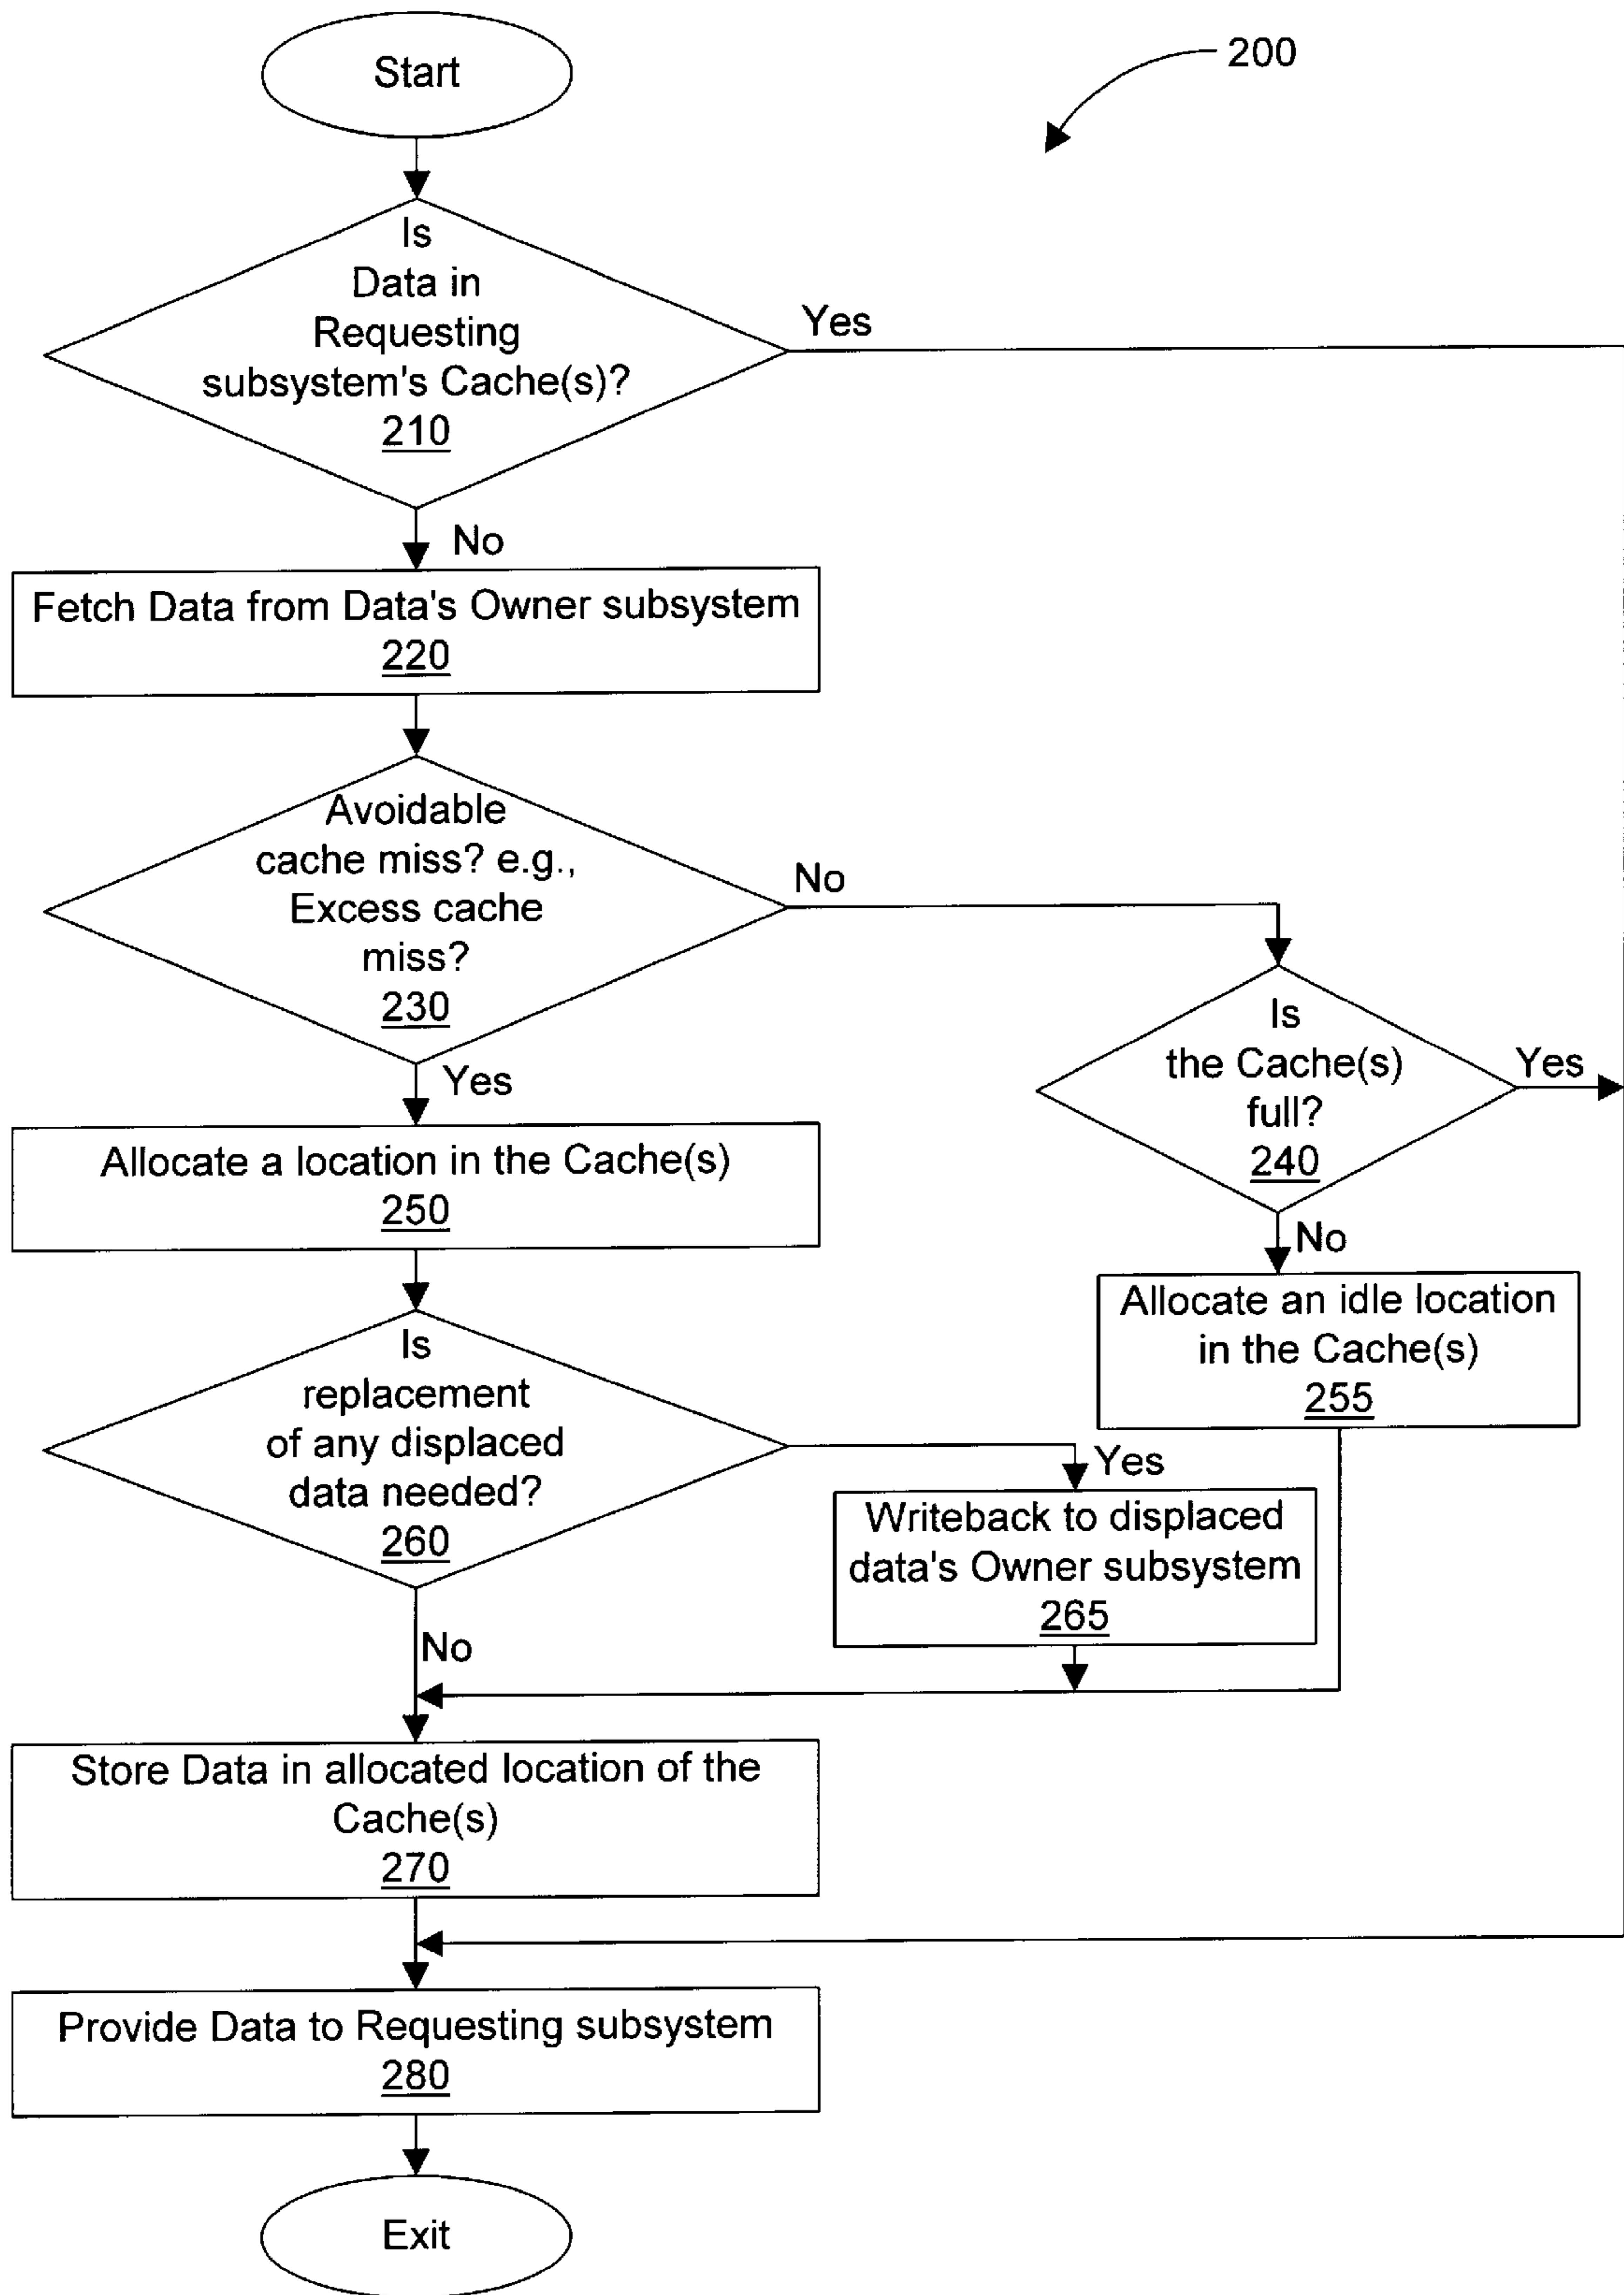 Start
200
Is
Data in
Requesting
subsystem's Cache(s)?
210
Yes
No
Fetch Data from Data's Owner subsystem
220
Avoidable
cache miss? e.g.,
Excess cache
miss?
230
No
Yes
Is
the Cache(s)
full?
240
Yes
No
Allocate a location in the Cache(s)
250
Allocate an idle location
in the Cache(s)
255
Is
replacement
of any displaced
data needed?
260
Yes
No
Writeback to displaced
data's Owner subsystem
265
Store Data in allocated location of the
Cache(s)
270
Provide Data to Requesting subsystem
280
Exit